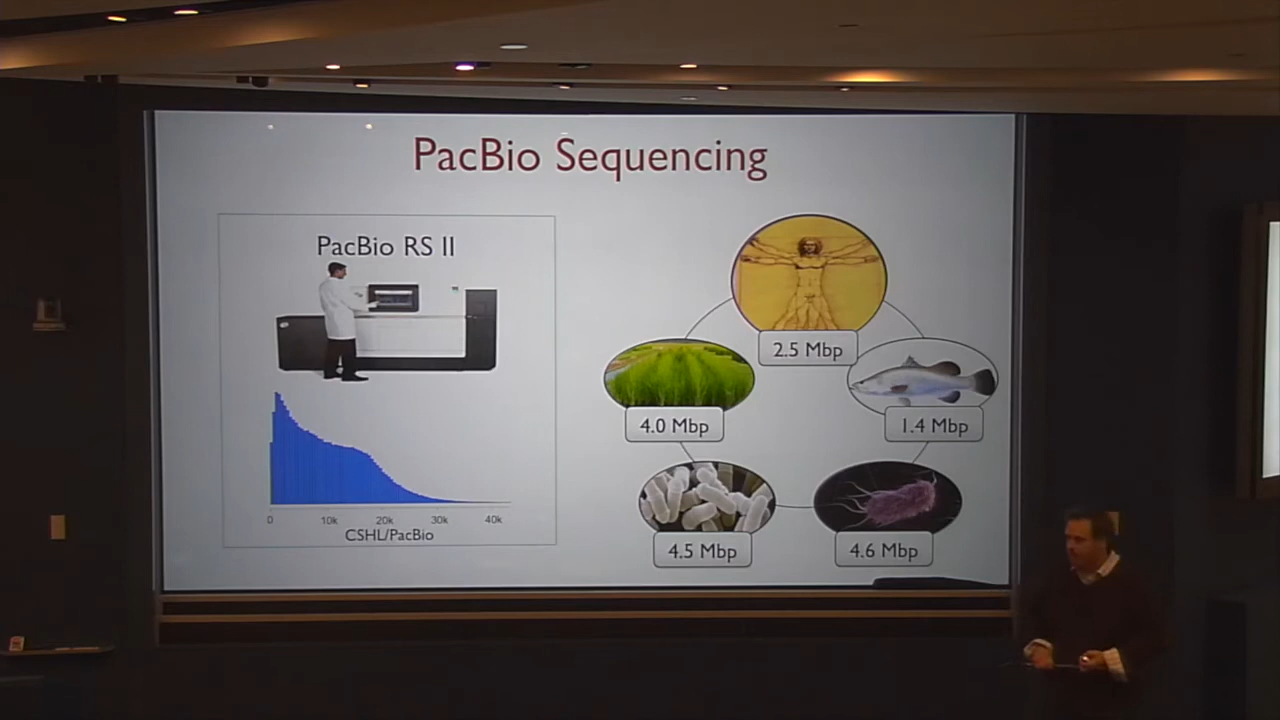 PacBio Sequencing
PacBio RS II
0 10k 20k 30k 40k
CSHL/PacBio
2.5 Mbp
4.0 Mbp
1.4 Mbp
4.5 Mbp
4.6 Mbp